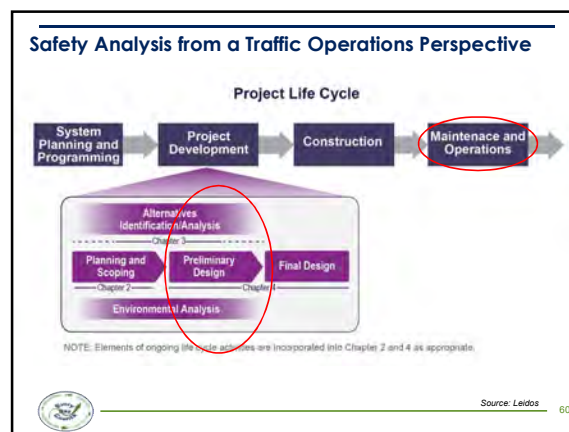 Safety Analysis from a Traffic Operations Perspective
Project Life Cycle
System
Planning and
Programming
Project
Development
Construction
Maintenace and
Operations
Alternatives
Identification/Analysis
Chapter 3
Planning and
Scoping
Preliminary
Design
Final Design
Chapter 2
Chapter 4
Environmental Analysis
NOTE: Elements of ongoing life cycle activities are incorporated into Chapter 2 and 4 as appropriate.
Source: Leidos
60